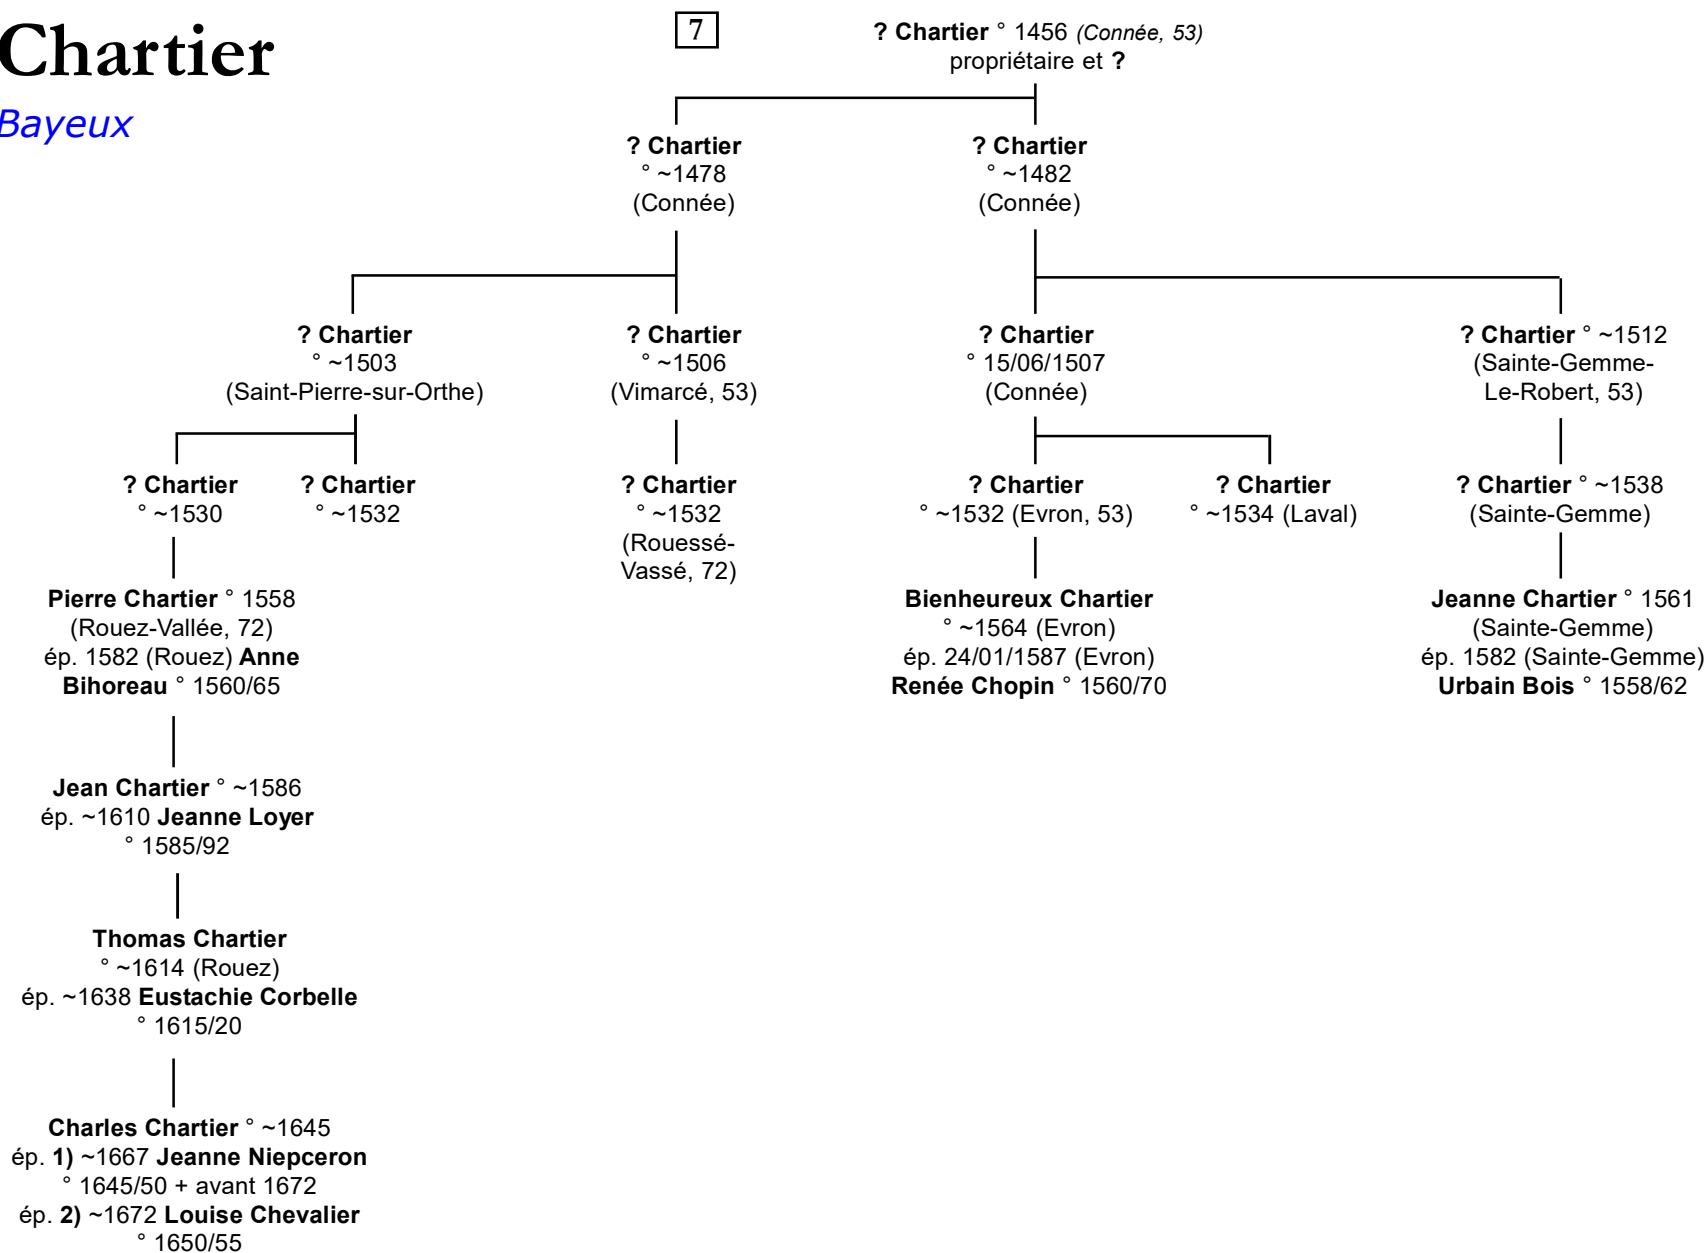 Chartier
Bayeux
7
? Chartier ° 1456 (Connée, 53)
propriétaire et ?
? Chartier
° ~1478
(Connée)
? Chartier
° ~1482
(Connée)
? Chartier
° ~1503
(Saint-Pierre-sur-Orthe)
? Chartier
° ~1506
(Vimarcé, 53)
? Chartier
° 15/06/1507
(Connée)
? Chartier ° ~1512
(Sainte-Gemme-
Le-Robert, 53)
? Chartier
° ~1530
? Chartier
° ~1532
? Chartier
° ~1532
(Rouessé-
Vassé, 72)
? Chartier
° ~1532 (Evron, 53)
? Chartier
° ~1534 (Laval)
? Chartier ° ~1538
(Sainte-Gemme)
Pierre Chartier ° 1558
(Rouez-Vallée, 72)
ép. 1582 (Rouez) Anne
Bihoreau ° 1560/65
Bienheureux Chartier
° ~1564 (Evron)
ép. 24/01/1587 (Evron)
Renée Chopin ° 1560/70
Jeanne Chartier ° 1561
(Sainte-Gemme)
ép. 1582 (Sainte-Gemme)
Urbain Bois ° 1558/62
Jean Chartier ° ~1586
ép. ~1610 Jeanne Loyer
° 1585/92
Thomas Chartier
° ~1614 (Rouez)
ép. ~1638 Eustachie Corbelle
° 1615/20
Charles Chartier ° ~1645
ép. 1) ~1667 Jeanne Niepceron
° 1645/50 + avant 1672
ép. 2) ~1672 Louise Chevalier
° 1650/55